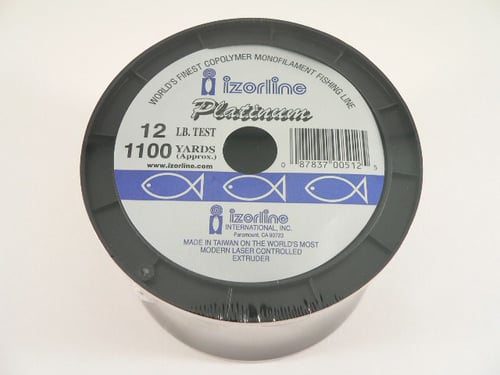 WORLD'S FINEST COPOLYMER MONOFILAMENT FISHING LINE
izorline
Platinum
12 LB. TEST
1100 YARDS
(Approx.)
www.izorline.com
0 87837 00512 5
izorline
INTERNATIONAL, INC.
Paramount, CA 90723
MADE IN TAIWAN ON THE WORLD'S MOST
MODERN LASER CONTROLLED
EXTRUDER